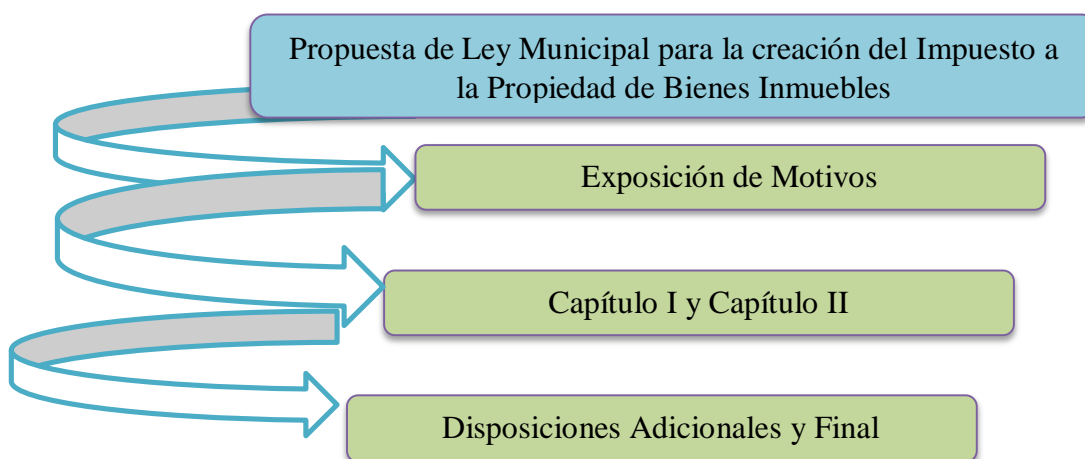 Propuesta de Ley Municipal para la creación del Impuesto a
la Propiedad de Bienes Inmuebles
Exposición de Motivos
Capítulo I y Capítulo II
Disposiciones Adicionales y Final